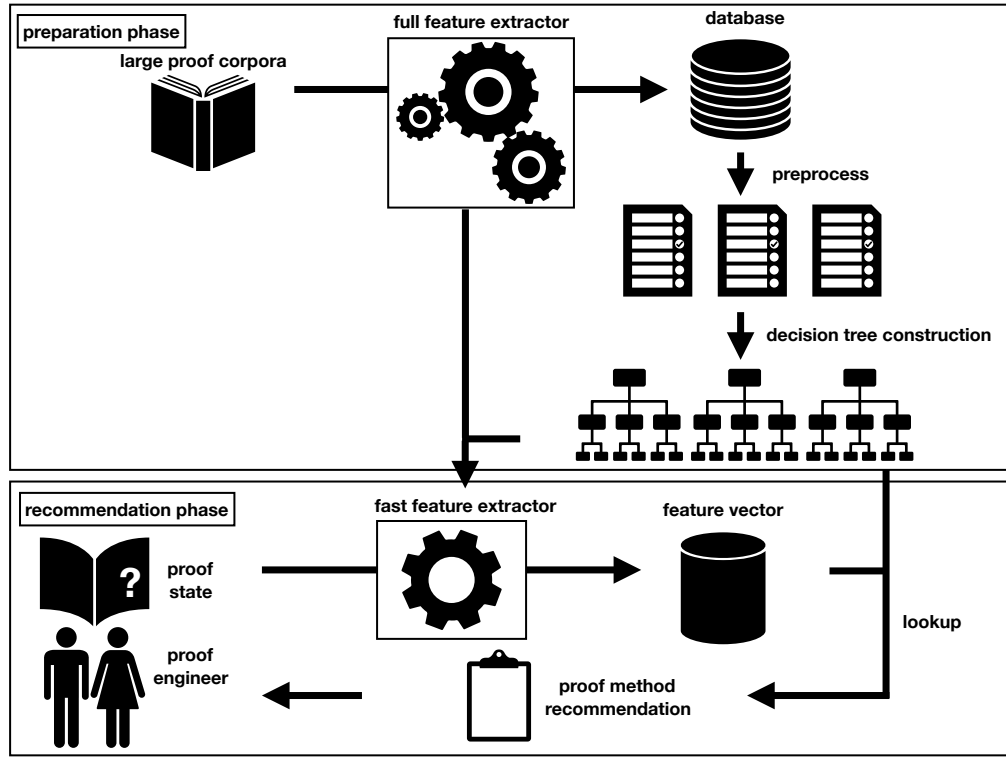 preparation phase
large proof corpora
full feature extractor
database
preprocess
decision tree construction
recommendation phase
fast feature extractor
feature vector
?
proof
state
lookup
proof
engineer
proof method
recommendation